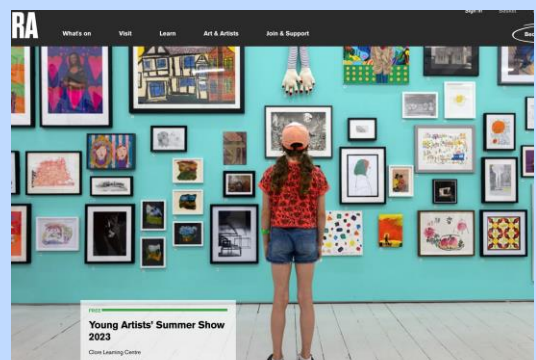 Sign in Basket
RA
What's on Visit Learn Art & Artists Join & Support
FREE
Young Artists' Summer Show
2023
Clore Learning Centre